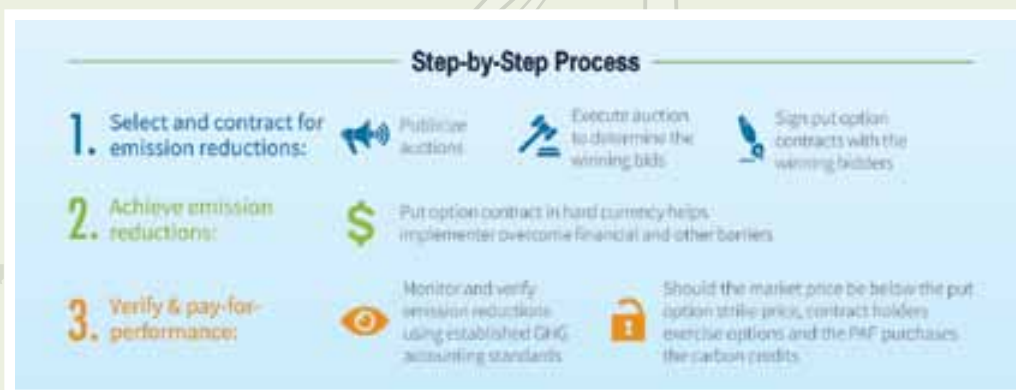 Step-by-Step Process
1. Select and contract for
emission reductions:
Publicize
auctions
Execute auction
to determine the
winning bids
Sign put option
contracts with the
winning bidders
2. Achieve emission
reductions:
$
Put option contract in hard currency helps
implementer overcome financial and other barriers
3. Verify & pay-for-
performance:
Monitor and verify
emission reductions
using established GHG
accounting standards
Should the market price be below the put
option strike price, contract holders
exercise options and the PAF purchases
the carbon credits